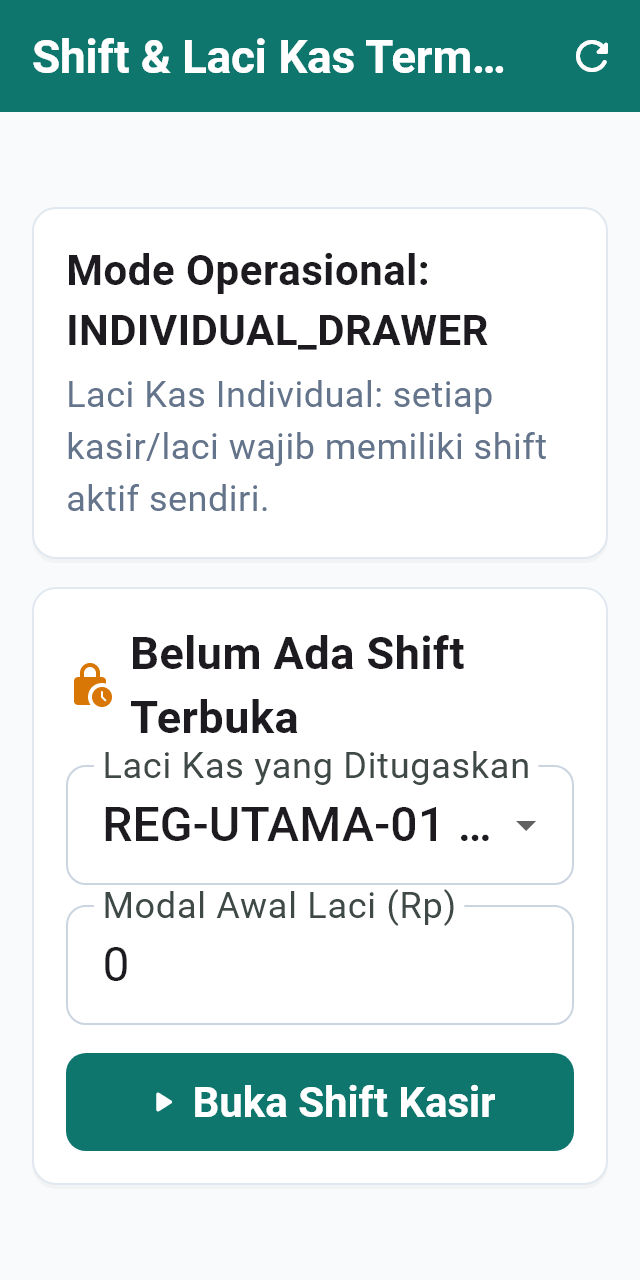 Shift & Laci Kas Term...
Mode Operasional:
INDIVIDUAL_DRAWER
Laci Kas Individual: setiap
kasir/laci wajib memiliki shift
aktif sendiri.
Belum Ada Shift
Terbuka
Laci Kas yang Ditugaskan
REG-UTAMA-01 ...
Modal Awal Laci (Rp)
0
Buka Shift Kasir